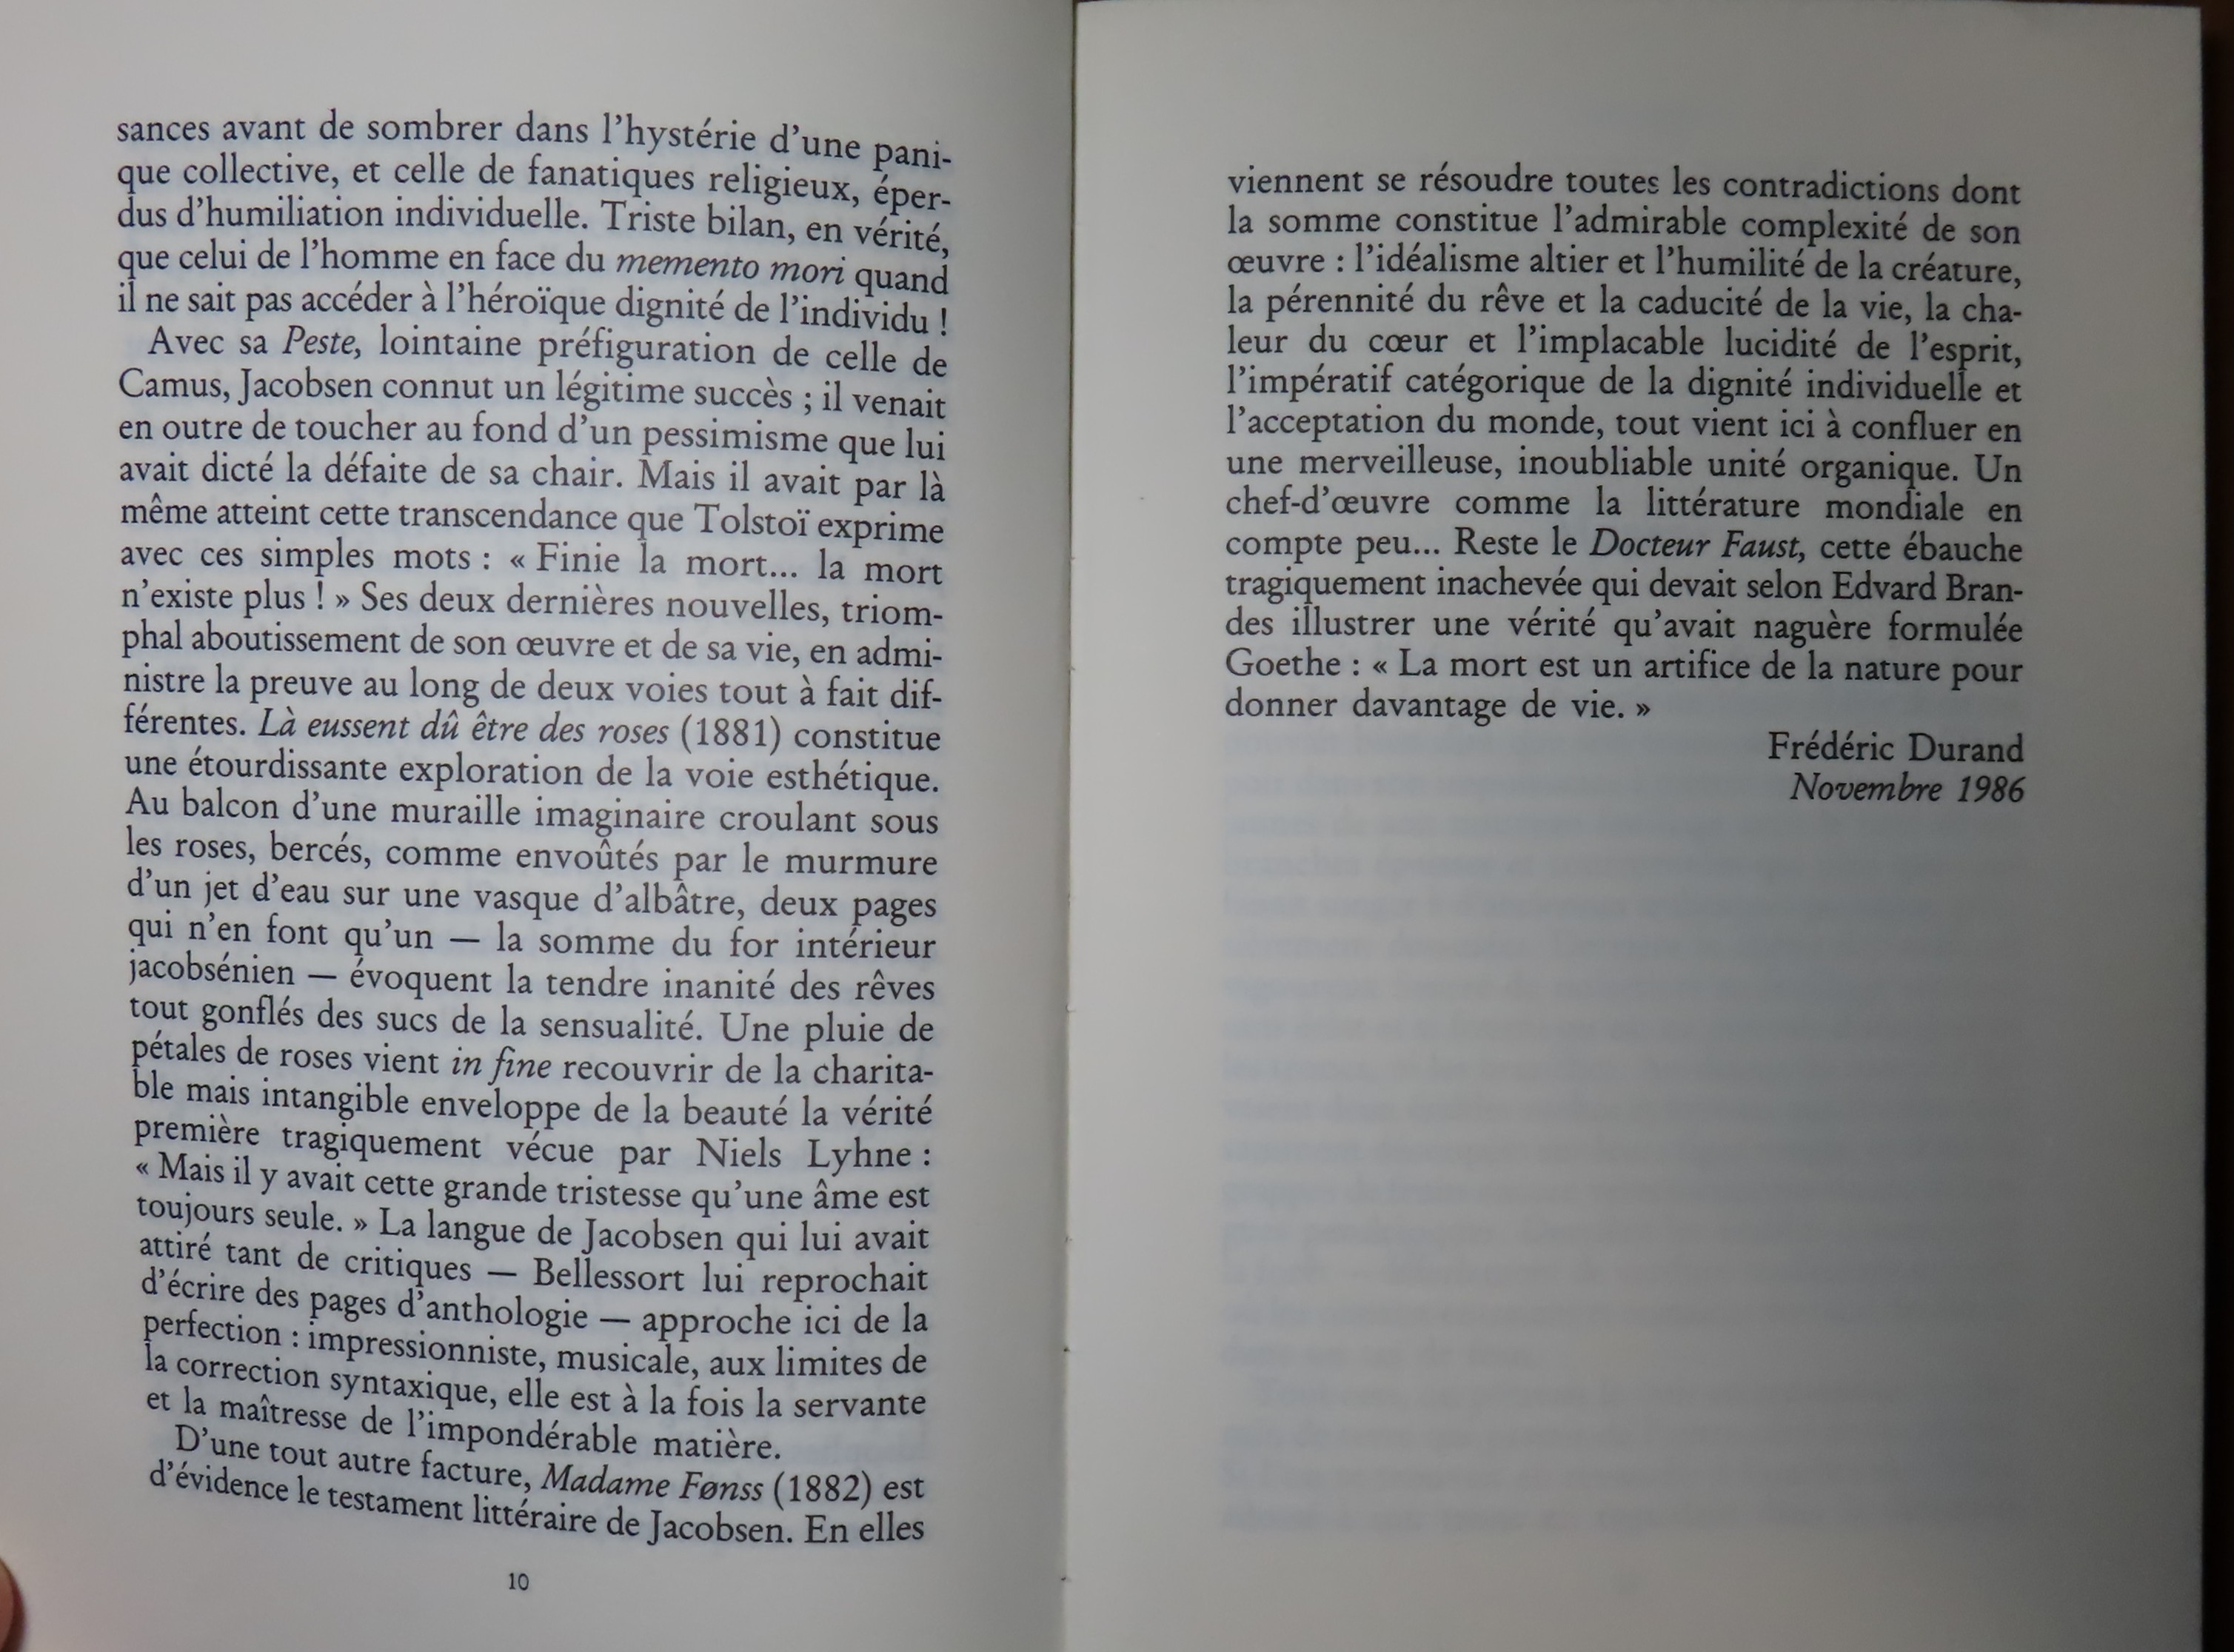 sances avant de sombrer dans l'hystérie d'une pani-
que collective, et celle de fanatiques religieux, éper-
dus d'humiliation individuelle. Triste bilan, en vérité,
que celui de l'homme en face du memento mori quand
il ne sait pas accéder à l'héroïque dignité de l'individu !
Avec sa Peste, lointaine préfiguration de celle de
Camus, Jacobsen connut un légitime succès ; il venait
en outre de toucher au fond d'un pessimisme que lui
avait dicté la défaite de sa chair. Mais il avait par là
même atteint cette transcendance que Tolstoï exprime
avec ces simples mots : « Finie la mort... la mort
n'existe plus ! » Ses deux dernières nouvelles, triom-
phal aboutissement de son œuvre et de sa vie, en admi-
nistre la preuve au long de deux voies tout à fait dif-
férentes. Là eussent dû être des roses (1881) constitue
une étourdissante exploration de la voie esthétique.
Au balcon d'une muraille imaginaire croulant sous
les roses, bercés, comme envoûtés par le murmure
d'un jet d'eau sur une vasque d'albâtre, deux pages
qui n'en font qu'un — la somme du for intérieur
jacobsénien — évoquent la tendre inanité des rêves
tout gonflés des sucs de la sensualité. Une pluie de
pétales de roses vient in fine recouvrir de la charita-
ble mais intangible enveloppe de la beauté la vérité
première tragiquement vécue par Niels Lyhne :
« Mais il y avait cette grande tristesse qu'une âme est
toujours seule. » La langue de Jacobsen qui lui avait
attiré tant de critiques — Bellessort lui reprochait
d'écrire des pages d'anthologie — approche ici de la
perfection : impressionniste, musicale, aux limites de
la correction syntaxique, elle est à la fois la servante
et la maîtresse de l'impondérable matière.
D'une tout autre facture, Madame Fønss (1882) est
d'évidence le testament littéraire de Jacobsen. En elles
10
viennent se résoudre toutes les contradictions dont
la somme constitue l'admirable complexité de son
œuvre : l'idéalisme altier et l'humilité de la créature,
la pérennité du rêve et la caducité de la vie, la cha-
leur du cœur et l'implacable lucidité de l'esprit,
l'impératif catégorique de la dignité individuelle et
l'acceptation du monde, tout vient ici à confluer en
une merveilleuse, inoubliable unité organique. Un
chef-d'œuvre comme la littérature mondiale en
compte peu... Reste le Docteur Faust, cette ébauche
tragiquement inachevée qui devait selon Edvard Bran-
des illustrer une vérité qu'avait naguère formulée
Goethe : « La mort est un artifice de la nature pour
donner davantage de vie. »
Frédéric Durand
Novembre 1986